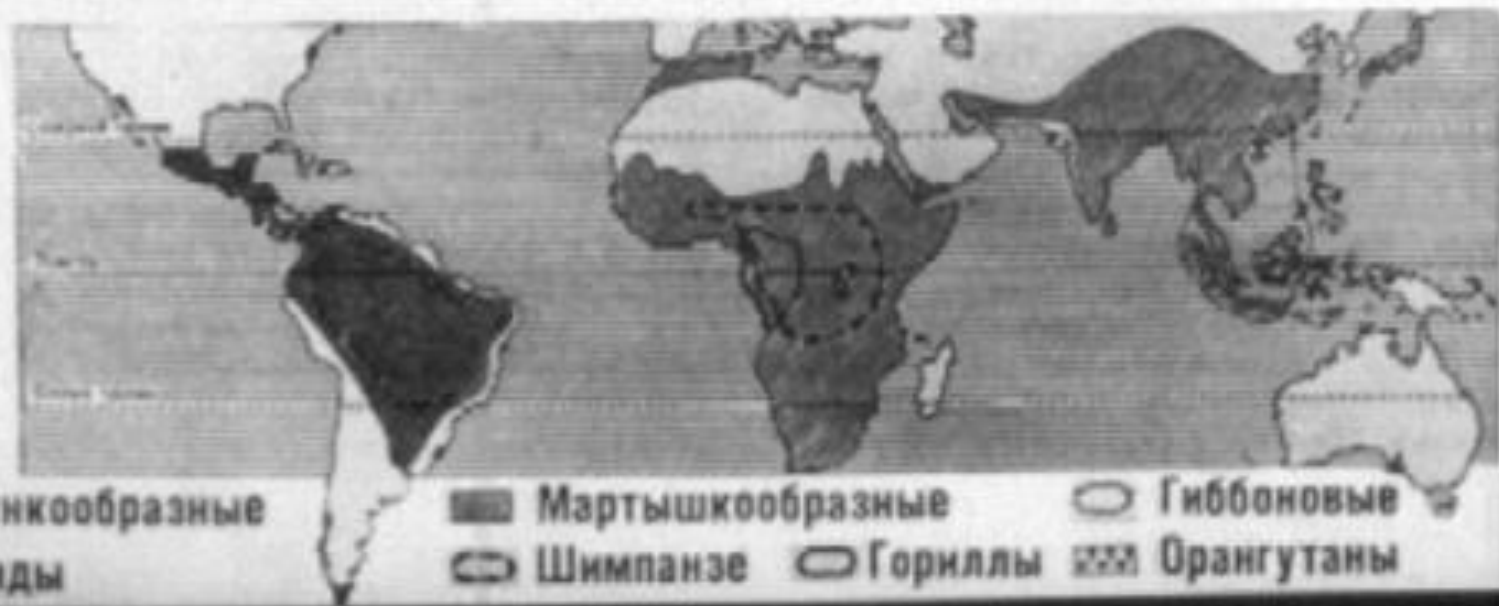 нкообразные Мартышкообразные Гиббоновые
ды Шимпанзе Гориллы Орангутаны